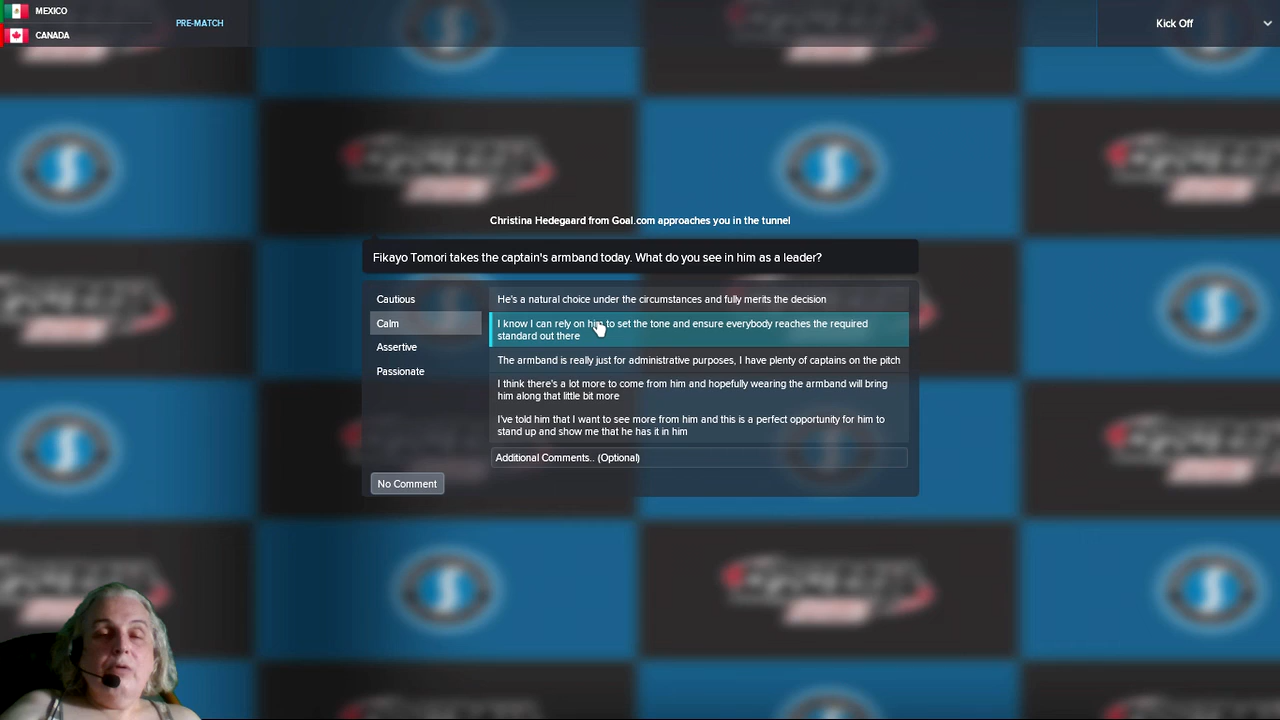 MEXICO
CANADA
PRE-MATCH
Kick Off
Christina Hedegaard from Goal.com approaches you in the tunnel
Fikayo Tomori takes the captain's armband today. What do you see in him as a leader?
Cautious
Calm
Assertive
Passionate
He's a natural choice under the circumstances and fully merits the decision
I know I can rely on him to set the tone and ensure everybody reaches the required
standard out there
The armband is really just for administrative purposes, I have plenty of captains on the pitch
I think there's a lot more to come from him and hopefully wearing the armband will bring
him along that little bit more
I've told him that I want to see more from him and this is a perfect opportunity for him to
stand up and show me that he has it in him
Additional Comments.. (Optional)
No Comment